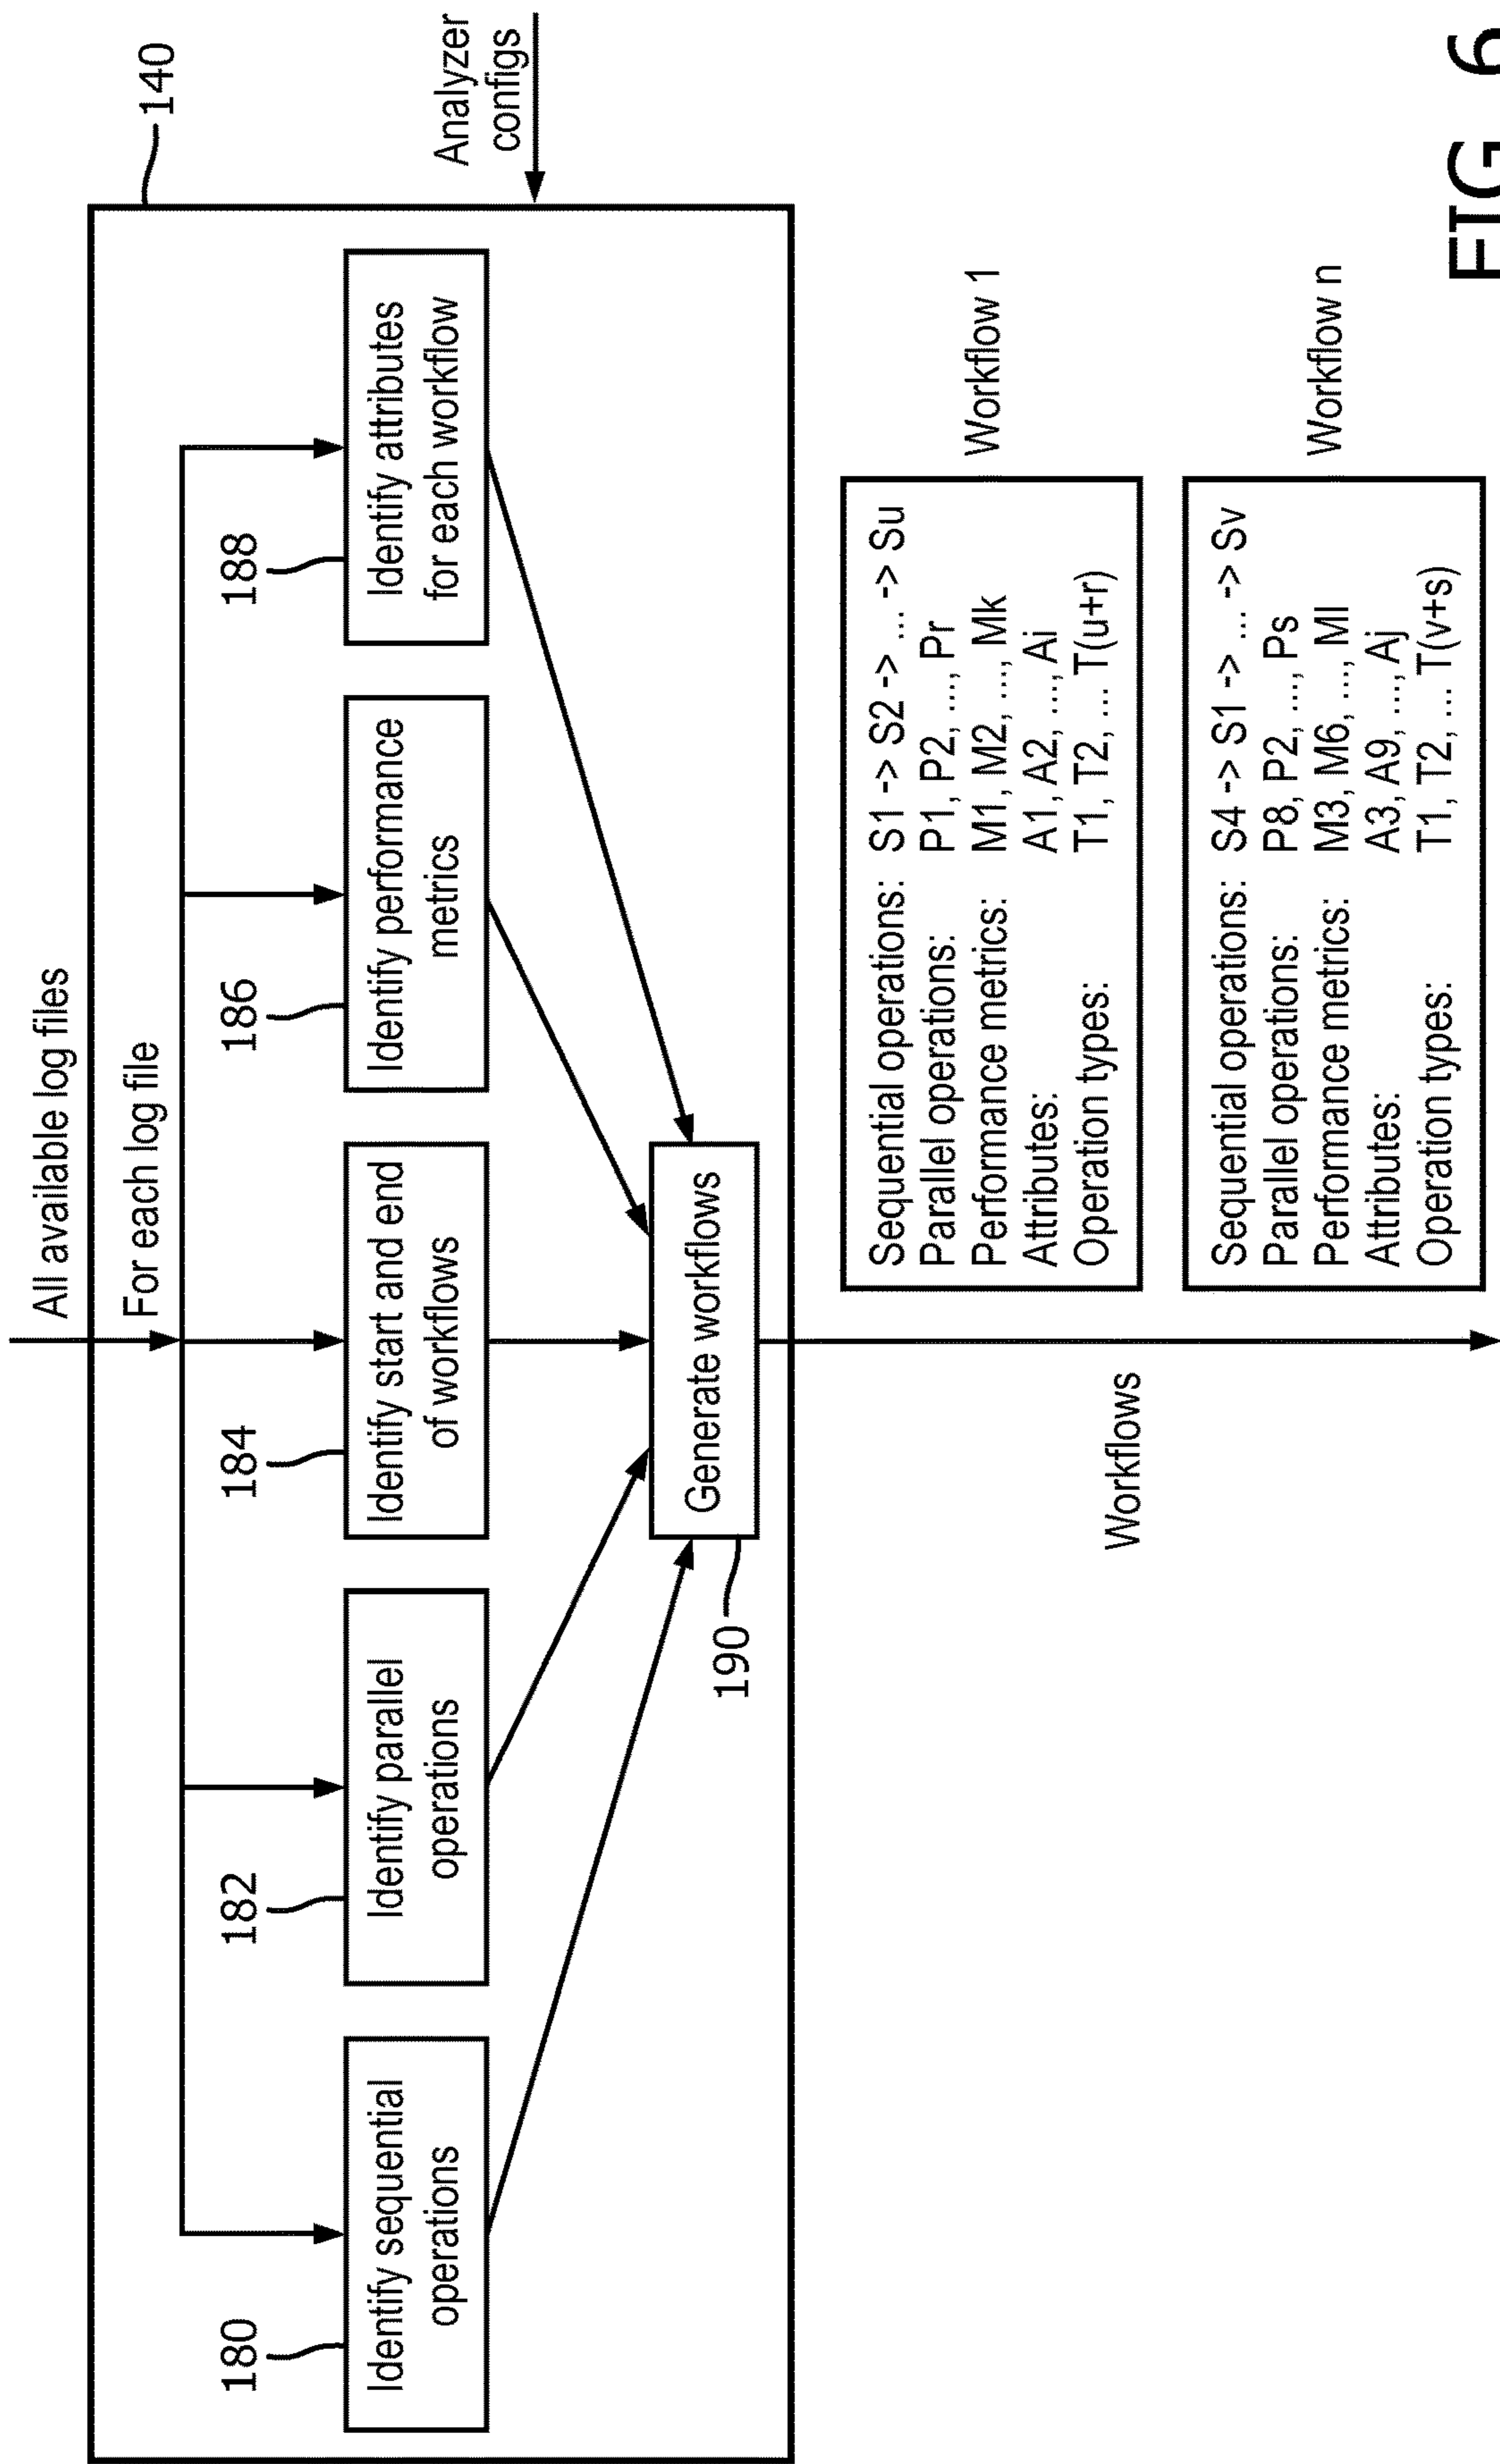 All available log files
For each log file
140
Analyzer
configs
180
182
184
186
188
Identify sequential
operations
Identify parallel
operations
Identify start and end
of workflows
Identify performance
metrics
Identify attributes
for each workflow
190
Generate workflows
Workflows
Sequential operations: S1 -> S2 -> ... -> Su
Parallel operations: P1, P2, ..., Pr
Performance metrics: M1, M2, ..., Mk
Attributes: A1, A2, ..., Ai
Operation types: T1, T2, ... T(u+r)
Workflow 1
Sequential operations: S4 -> S1 -> ... -> Sv
Parallel operations: P8, P2, ..., Ps
Performance metrics: M3, M6, ..., Ml
Attributes: A3, A9, ..., Aj
Operation types: T1, T2, ... T(v+s)
Workflow n
FIG 6